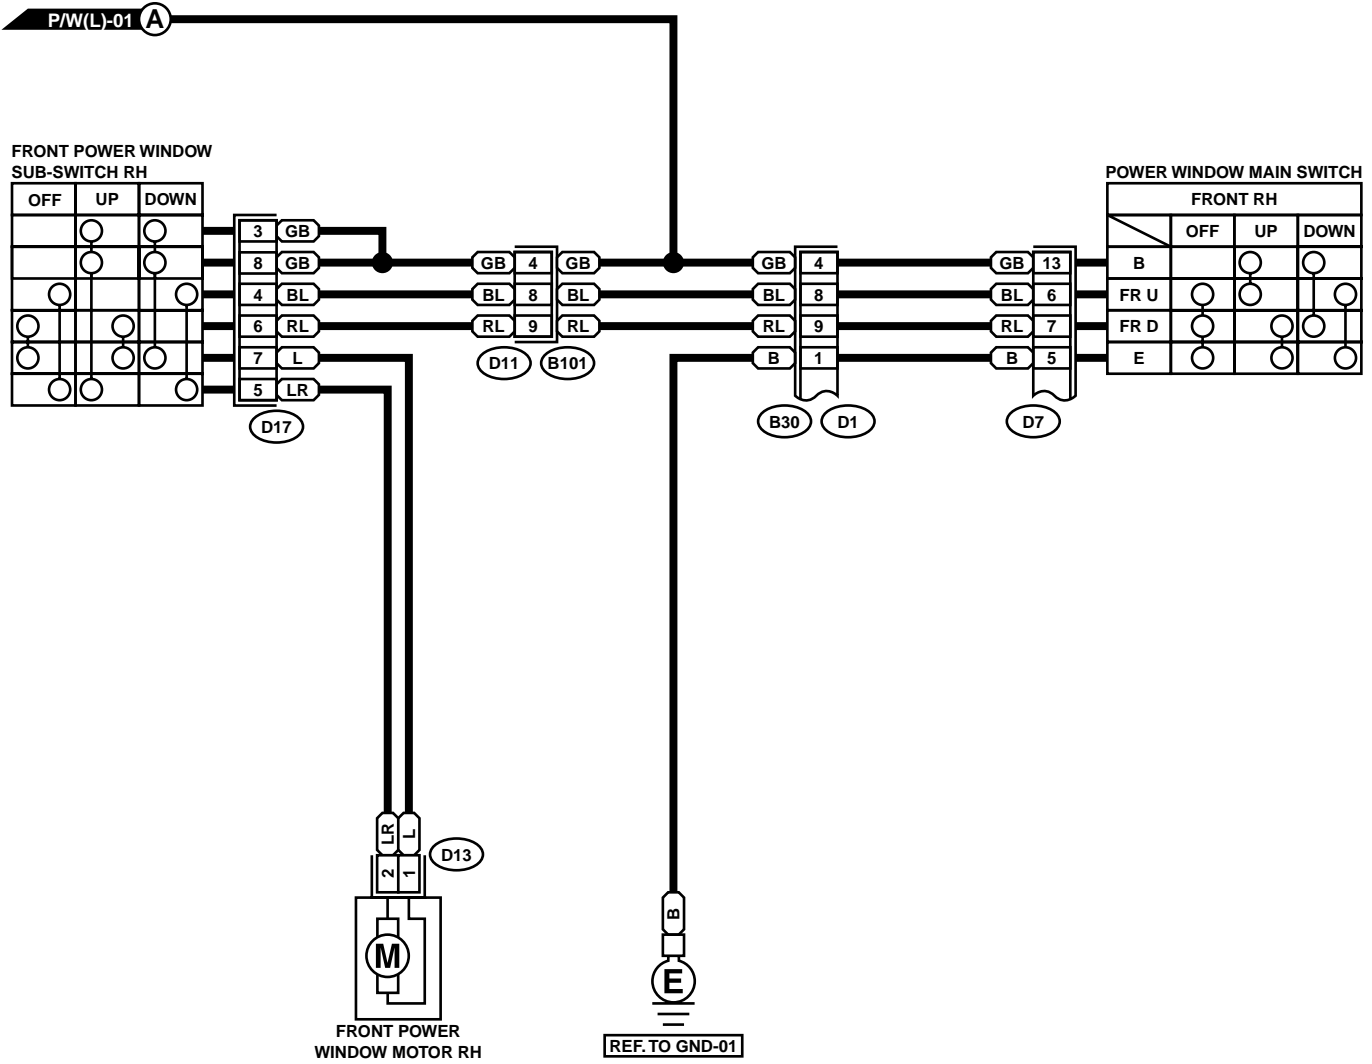 P/W(L)-01 A
FRONT POWER WINDOW
SUB-SWITCH RH
OFF UP DOWN
POWER WINDOW MAIN SWITCH
FRONT RH
OFF UP DOWN
3 GB
8 GB GB 4 GB GB 4 GB 13 B
4 BL BL 8 BL BL 8 BL 6 FR U
6 RL RL 9 RL RL 9 RL 7 FR D
7 L B 1 B 5 E
5 LR
D11 B101
D17
B30 D1
D7
LR L
2 1
D13
M
B
E
FRONT POWER
WINDOW MOTOR RH
REF. TO GND-01